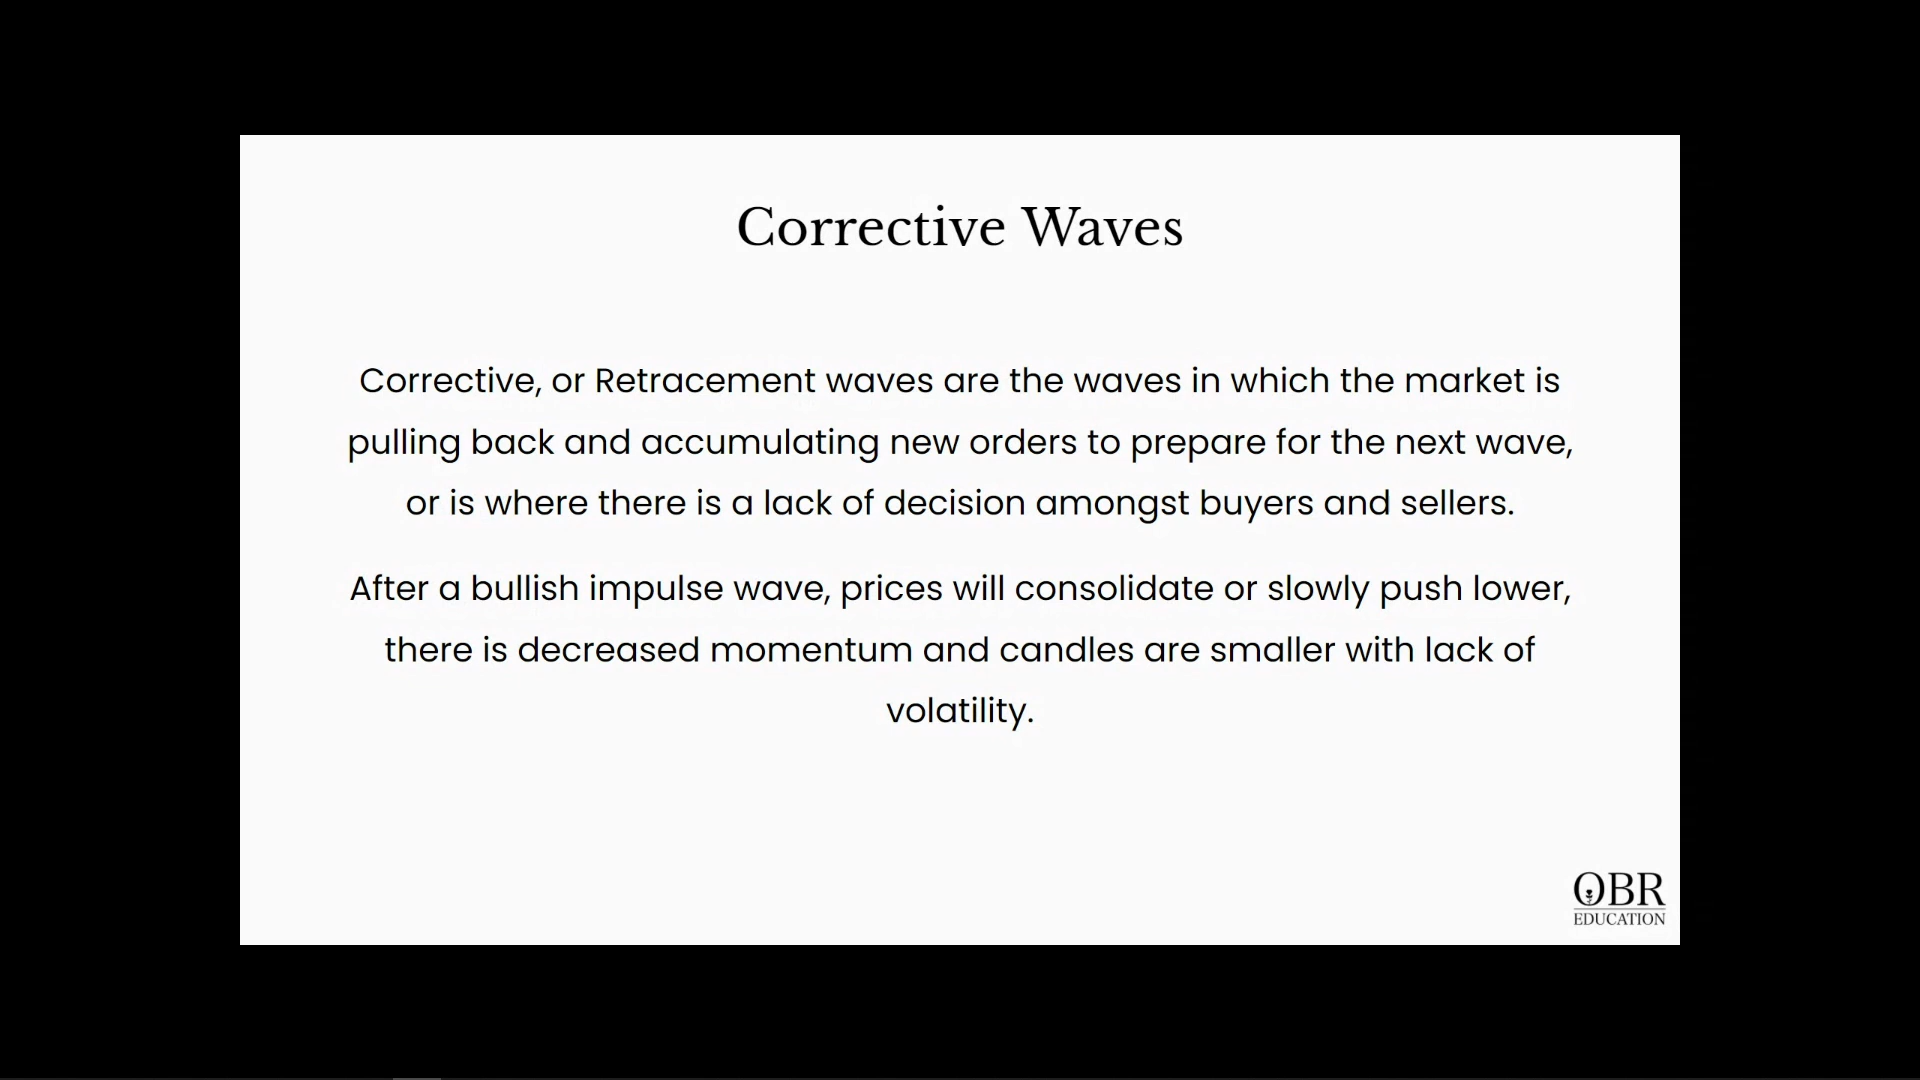 Corrective Waves
Corrective, or Retracement waves are the waves in which the market is
pulling back and accumulating new orders to prepare for the next wave,
or is where there is a lack of decision amongst buyers and sellers.
After a bullish impulse wave, prices will consolidate or slowly push lower,
there is decreased momentum and candles are smaller with lack of
volatility.
OBR
EDUCATION